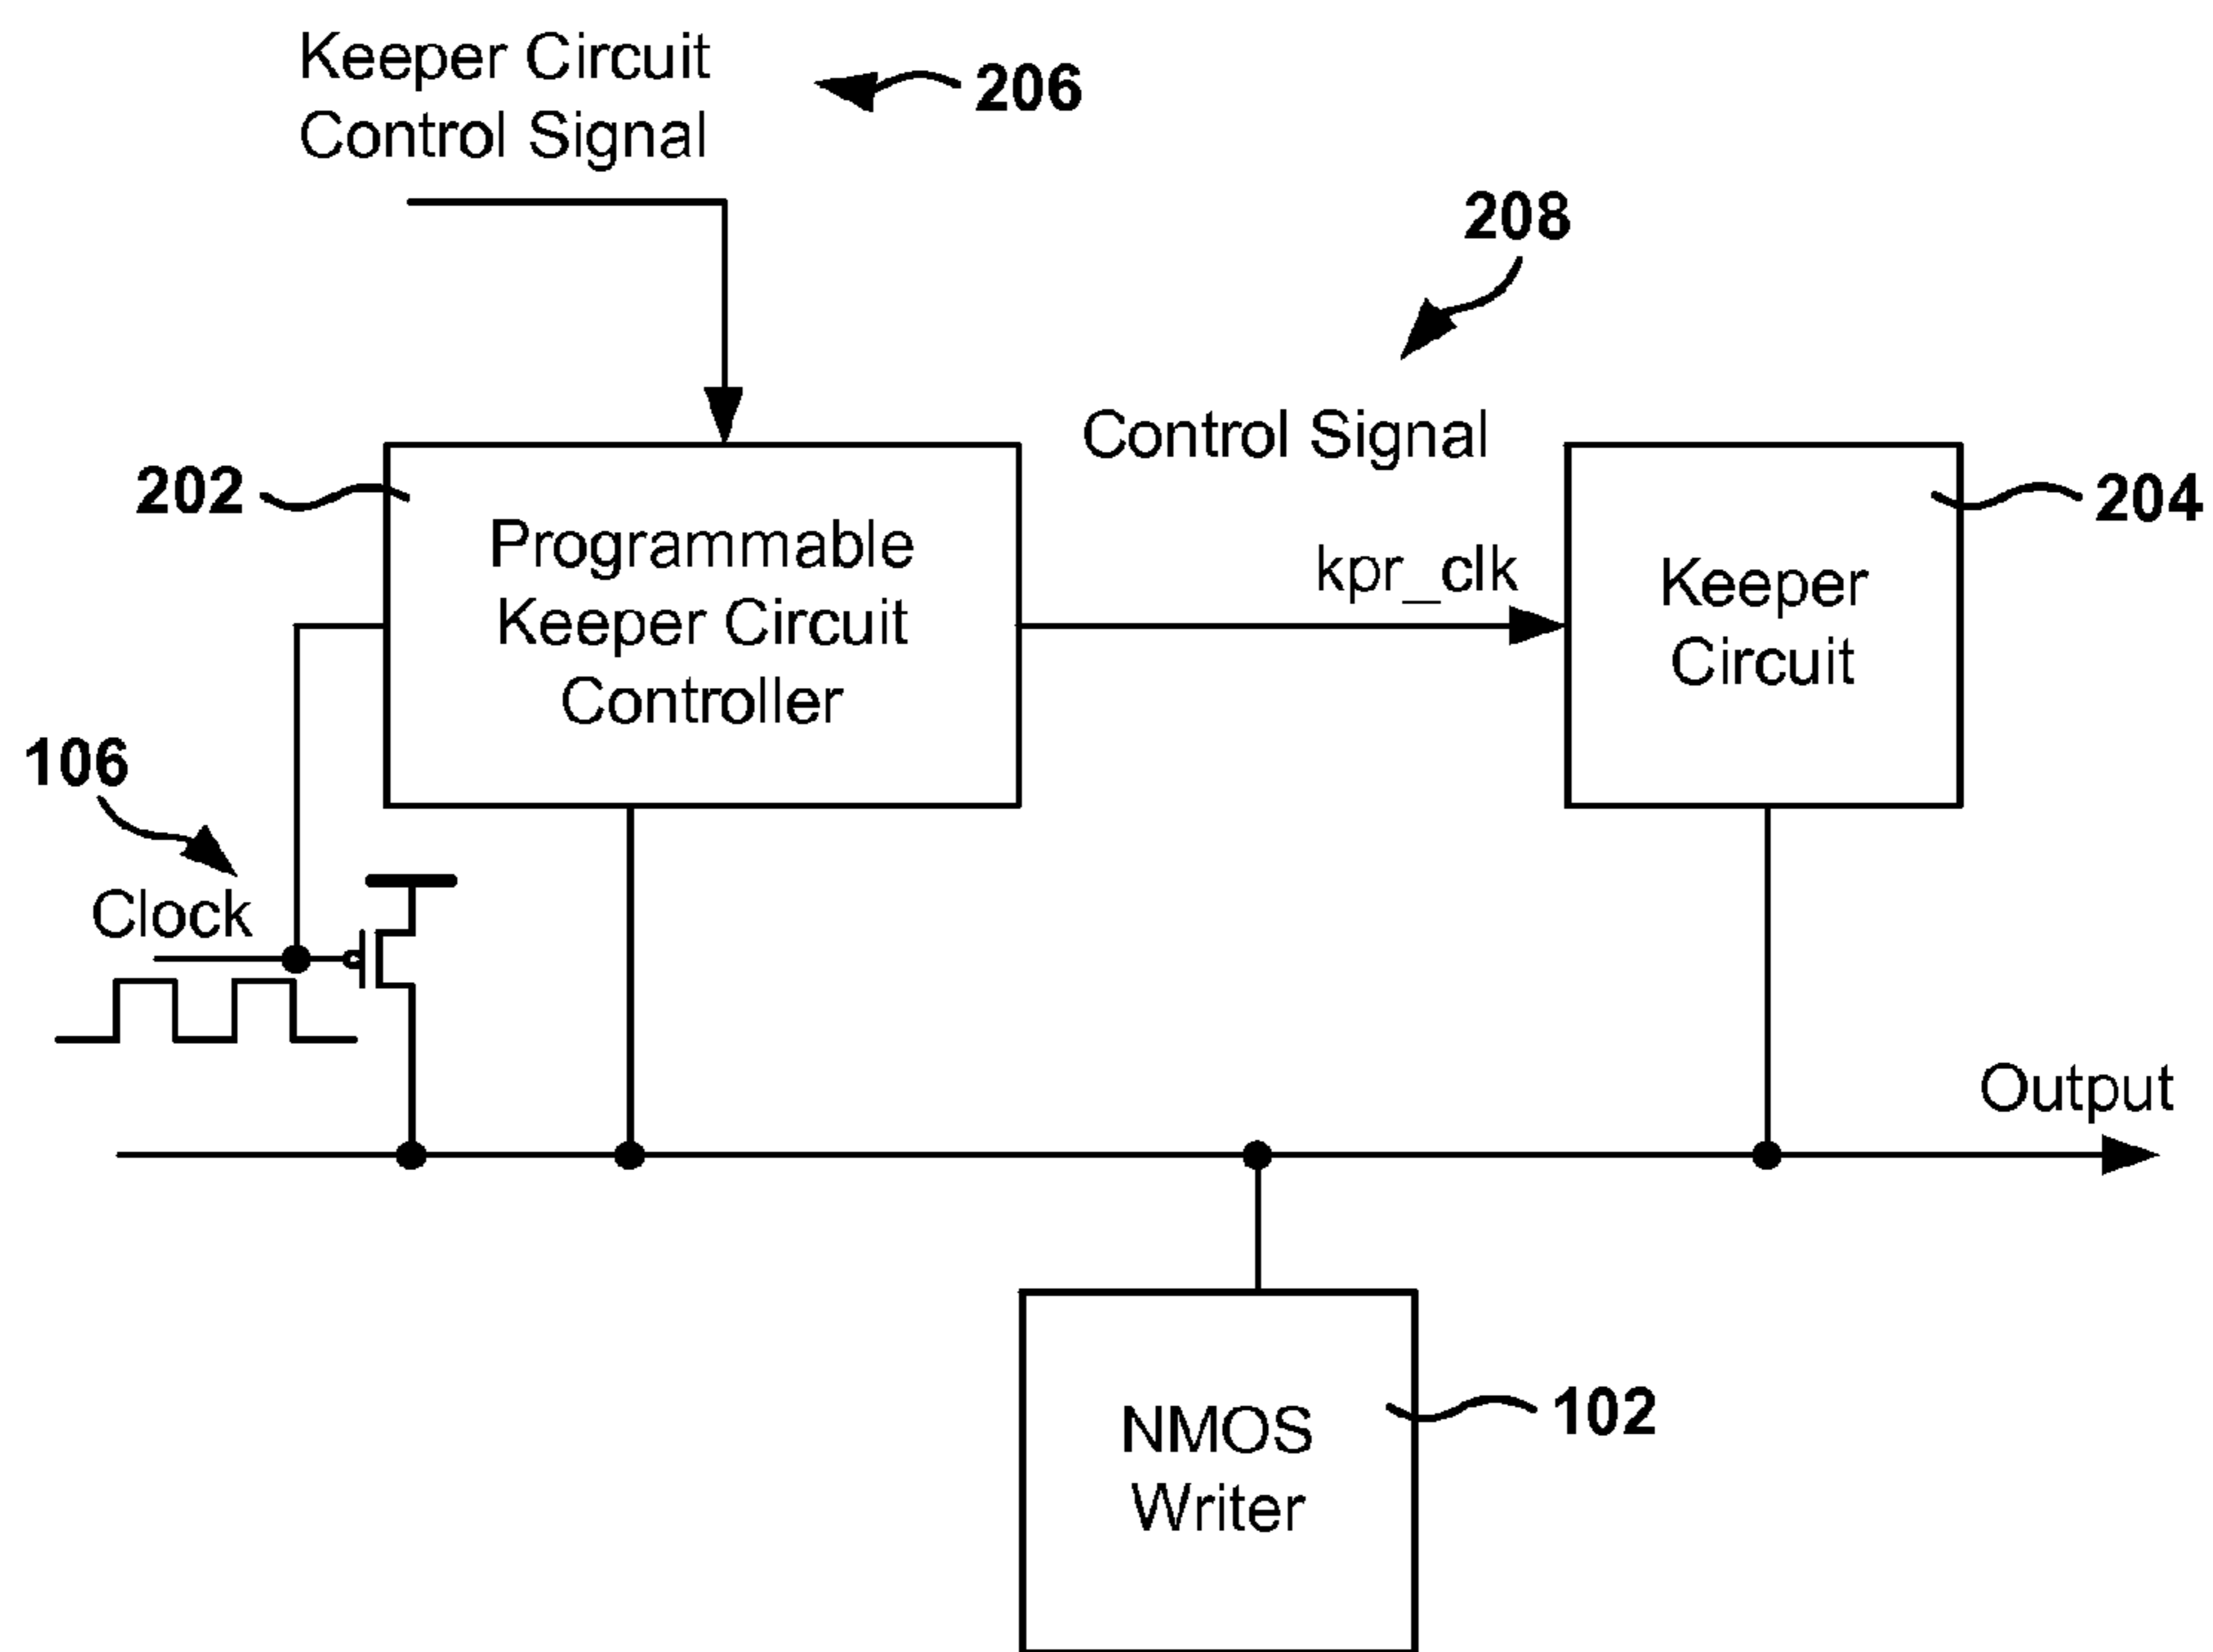 Keeper Circuit
Control Signal
206
208
Control Signal
202
204
Programmable
Keeper Circuit
Controller
kpr_clk
Keeper
Circuit
106
Clock
Output
NMOS
Writer
102